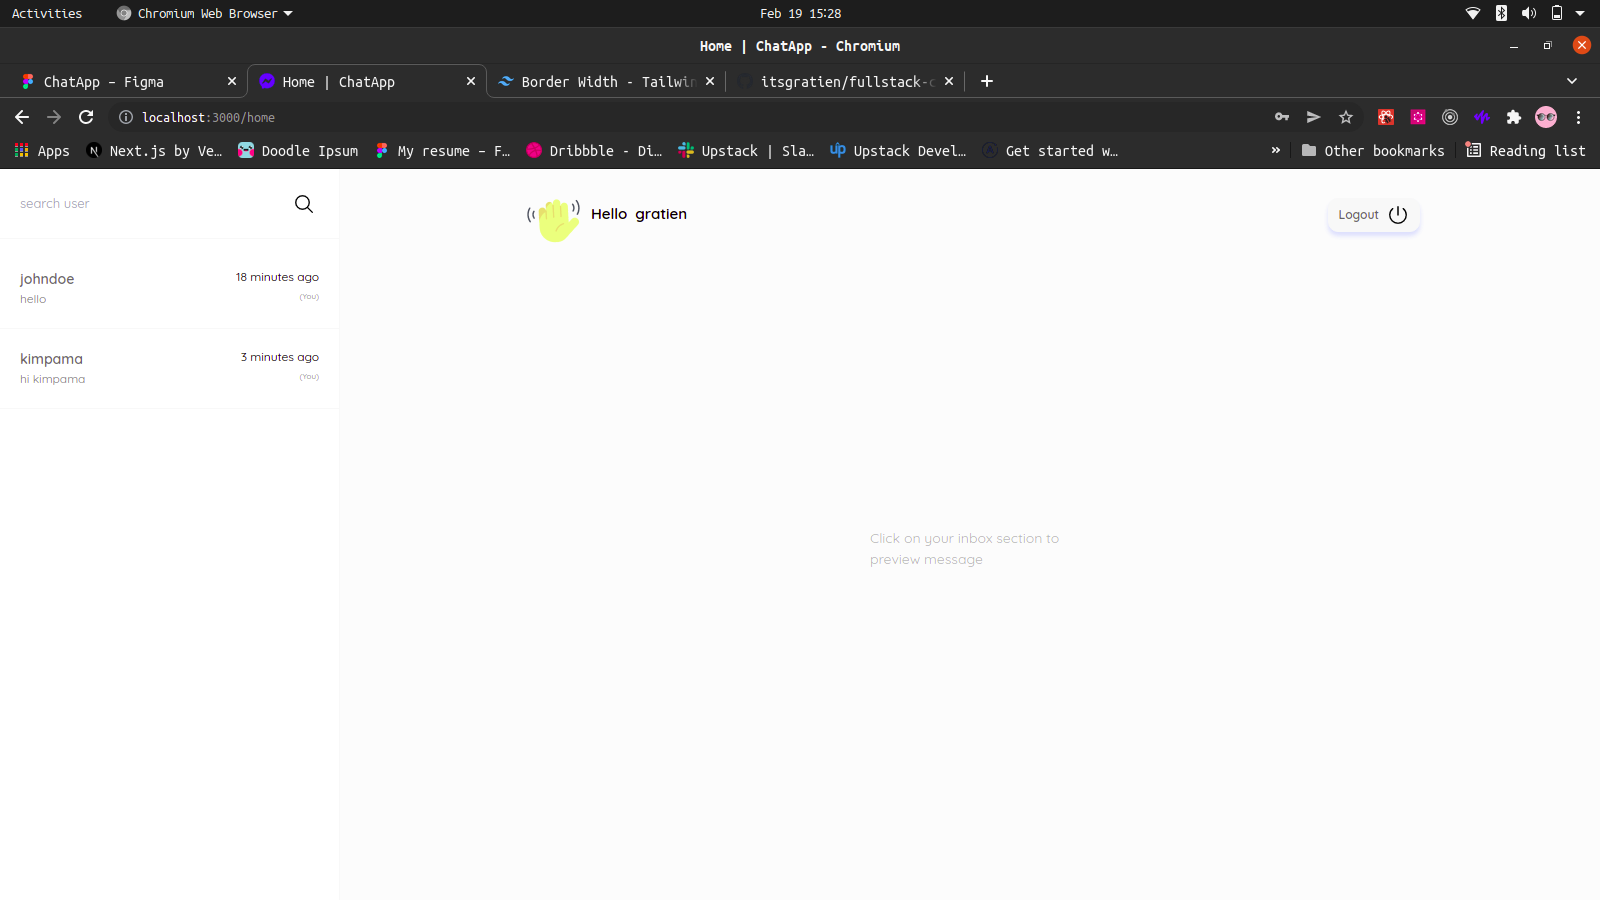 Activities
Chromium Web Browser
Feb 19 15:28
Home | ChatApp - Chromium
ChatApp – Figma
Home | ChatApp
Border Width - Tailwin
itsgratien/fullstack-c
localhost:3000/home
Apps
Next.js by Ve…
Doodle Ipsum
My resume – F…
Dribbble - Di…
Upstack | Sla…
Upstack Devel…
Get started w…
»
Other bookmarks
Reading list
search user
Hello gratien
Logout
johndoe
18 minutes ago
hello
(You)
kimpama
3 minutes ago
hi kimpama
(You)
Click on your inbox section to
preview message